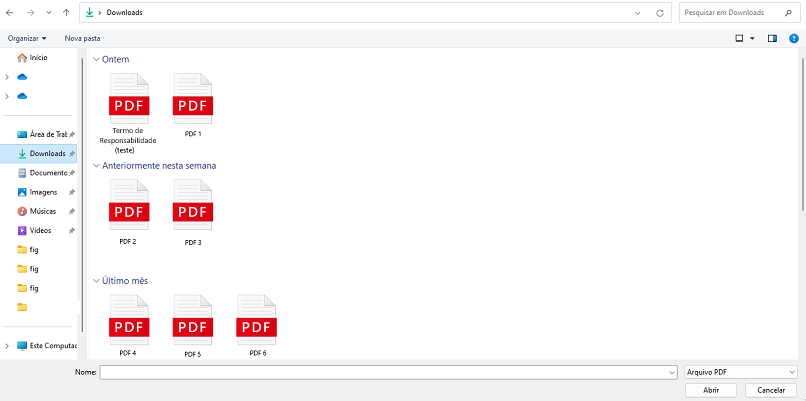 Downloads
Pesquisar em Downloads
Organizar
Nova pasta
?
Início
Área de Trab
Downloads
Documento
Imagens
Músicas
Vídeos
fig
fig
fig
Este Computad
Ontem
PDF
PDF
Termo de
Responsabilidade
(teste)
PDF 1
Anteriormente nesta semana
PDF
PDF
PDF 2
PDF 3
Último mês
PDF
PDF
PDF
PDF 4
PDF 5
PDF 6
Nome:
Arquivo PDF
Abrir
Cancelar